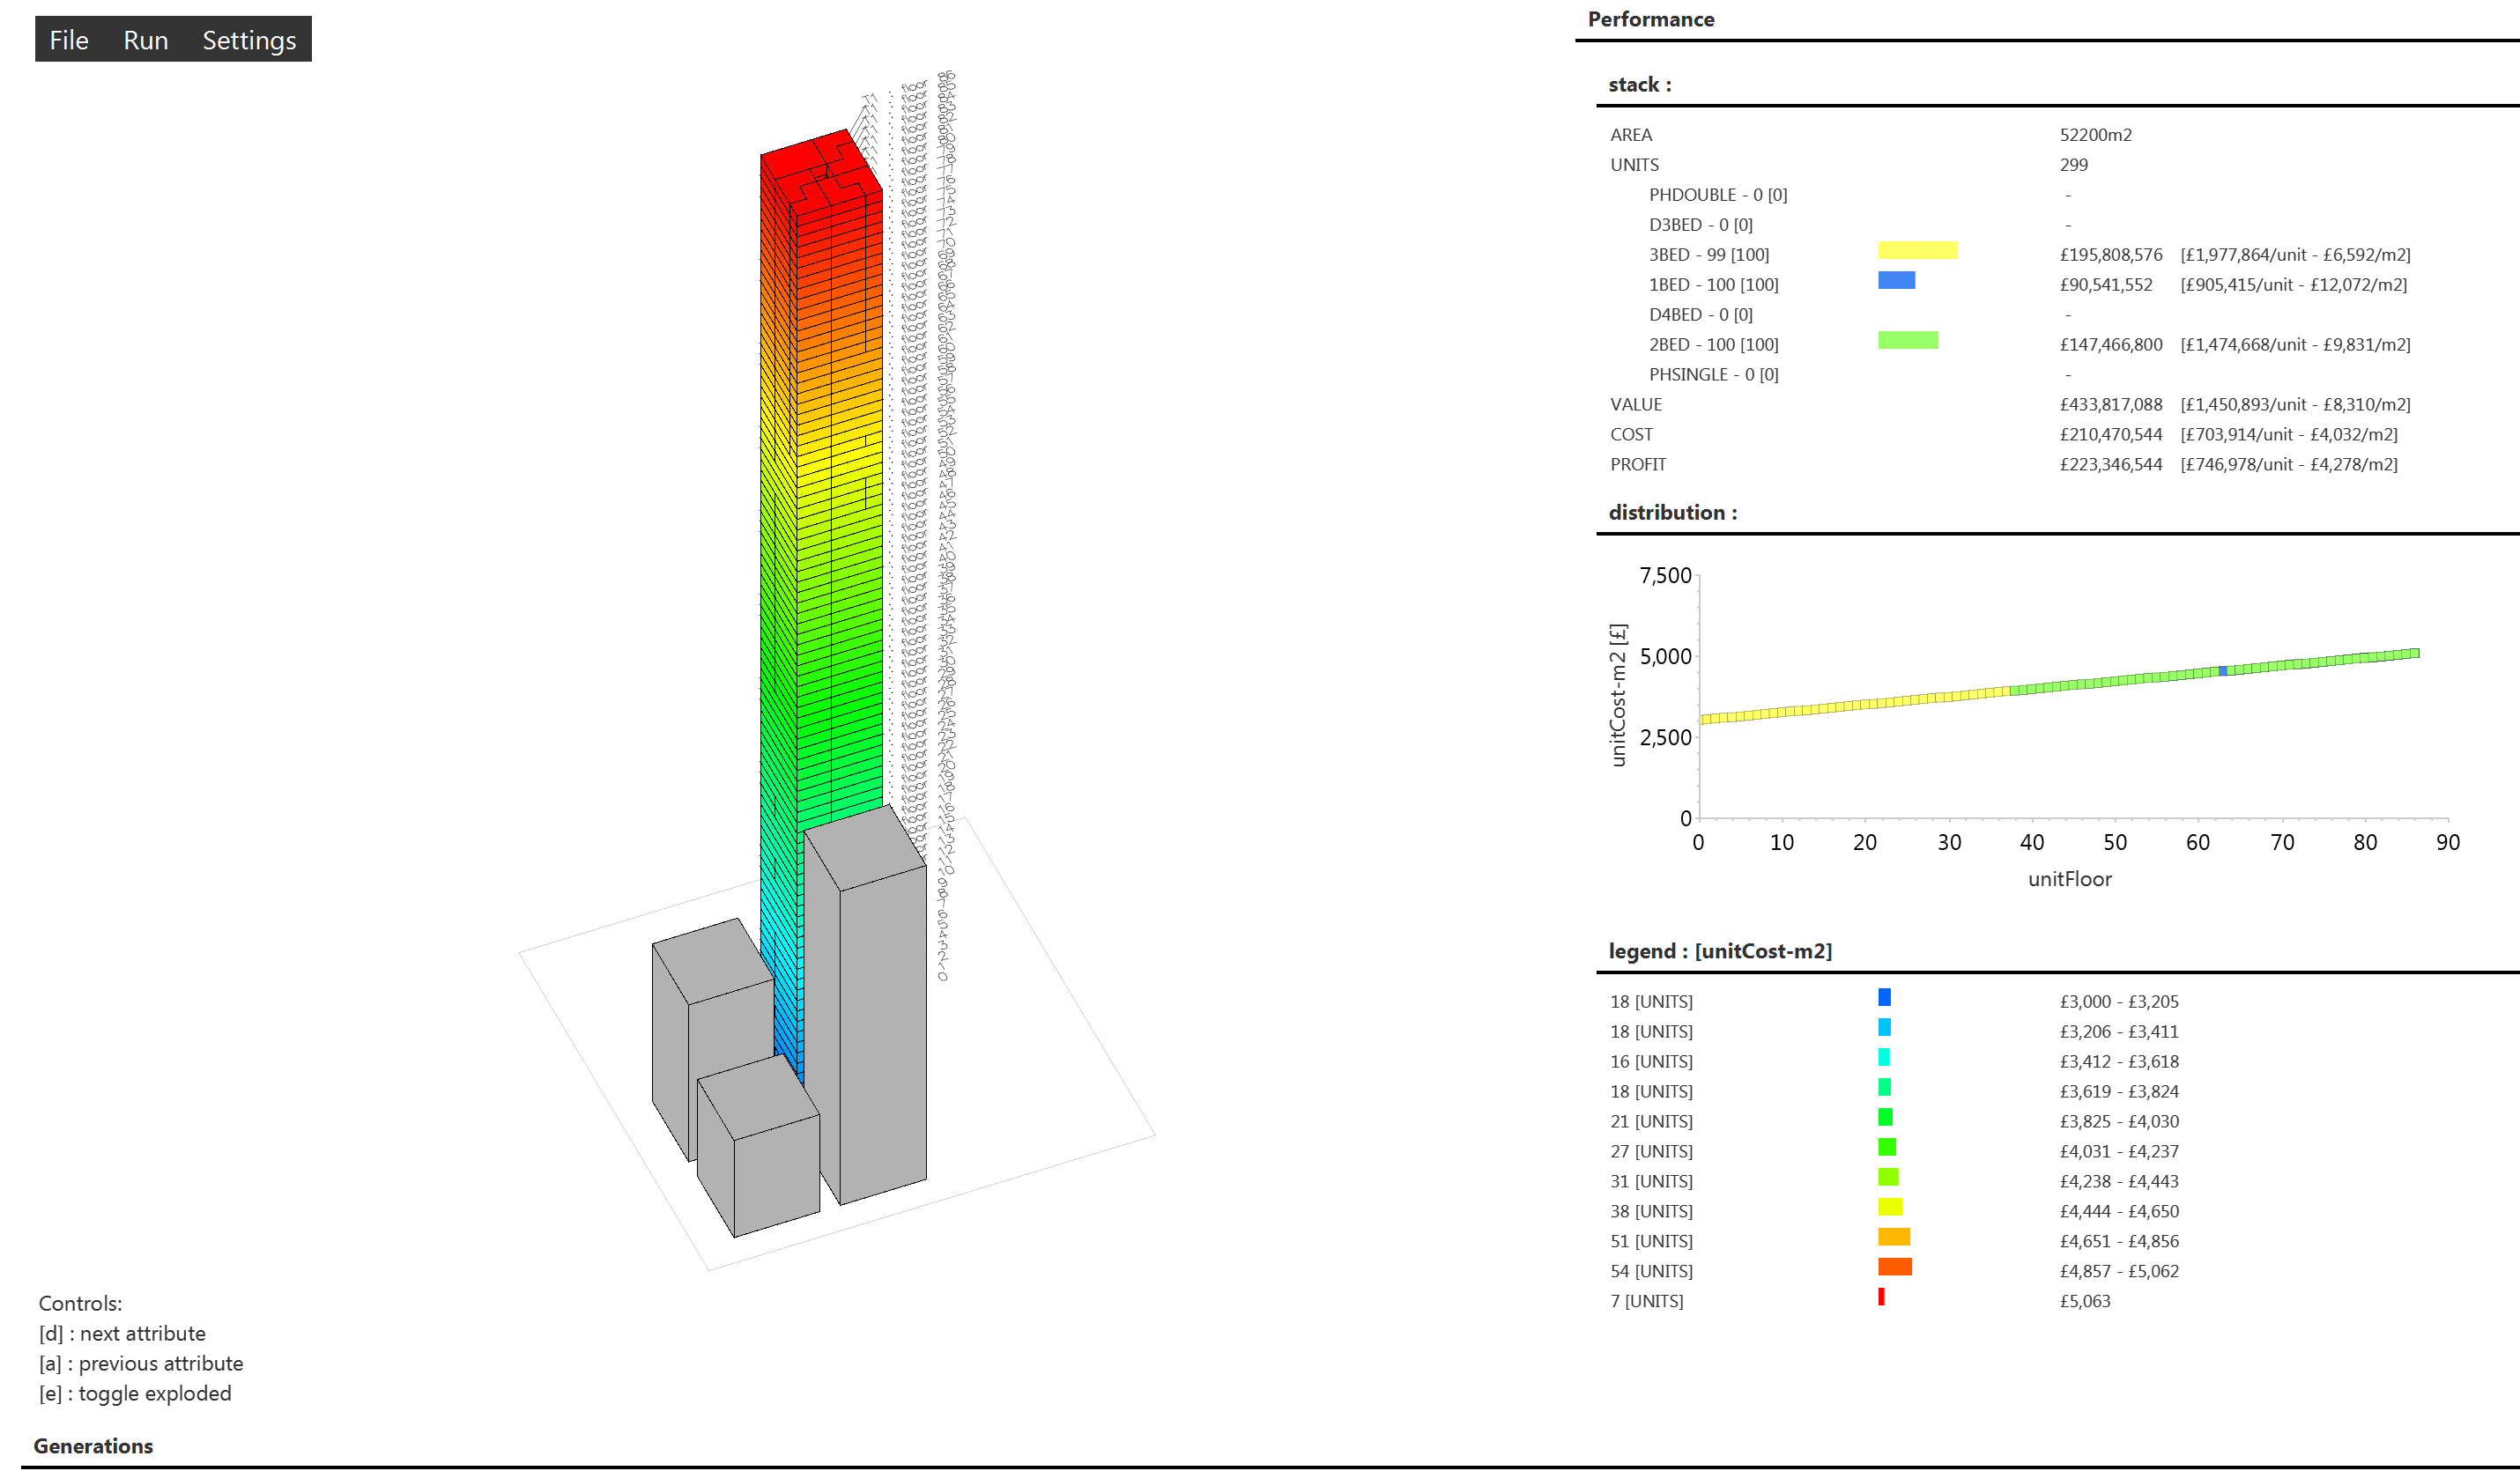 File Run Settings
Performance
stack :
AREA 52200m2
UNITS 299
PHDOUBLE - 0 [0] -
D3BED - 0 [0] -
3BED - 99 [100] £195,808,576 [£1,977,864/unit - £6,592/m2]
1BED - 100 [100] £90,541,552 [£905,415/unit - £12,072/m2]
D4BED - 0 [0] -
2BED - 100 [100] £147,466,800 [£1,474,668/unit - £9,831/m2]
PHSINGLE - 0 [0] -
VALUE £433,817,088 [£1,450,893/unit - £8,310/m2]
COST £210,470,544 [£703,914/unit - £4,032/m2]
PROFIT £223,346,544 [£746,978/unit - £4,278/m2]
distribution :
unitCost-m2 [£]
7,500
5,000
2,500
0
0 10 20 30 40 50 60 70 80 90
unitFloor
legend : [unitCost-m2]
18 [UNITS] £3,000 - £3,205
18 [UNITS] £3,206 - £3,411
16 [UNITS] £3,412 - £3,618
18 [UNITS] £3,619 - £3,824
21 [UNITS] £3,825 - £4,030
27 [UNITS] £4,031 - £4,237
31 [UNITS] £4,238 - £4,443
38 [UNITS] £4,444 - £4,650
51 [UNITS] £4,651 - £4,856
54 [UNITS] £4,857 - £5,062
7 [UNITS] £5,063
Controls:
[d] : next attribute
[a] : previous attribute
[e] : toggle exploded
Generations